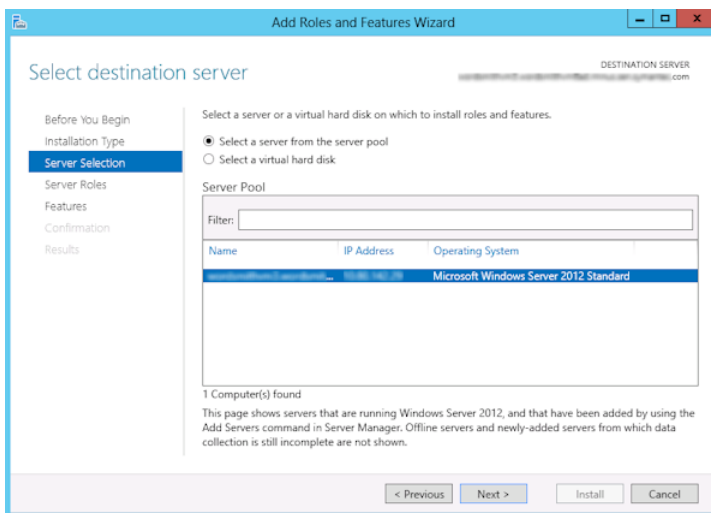 Add Roles and Features Wizard
Select destination server
DESTINATION SERVER
.com
Before You Begin
Installation Type
Server Selection
Server Roles
Features
Confirmation
Results
Select a server or a virtual hard disk on which to install roles and features.
Select a server from the server pool
Select a virtual hard disk
Server Pool
Filter:
Name IP Address Operating System
... Microsoft Windows Server 2012 Standard
1 Computer(s) found
This page shows servers that are running Windows Server 2012, and that have been added by using the
Add Servers command in Server Manager. Offline servers and newly-added servers from which data
collection is still incomplete are not shown.
< Previous Next > Install Cancel